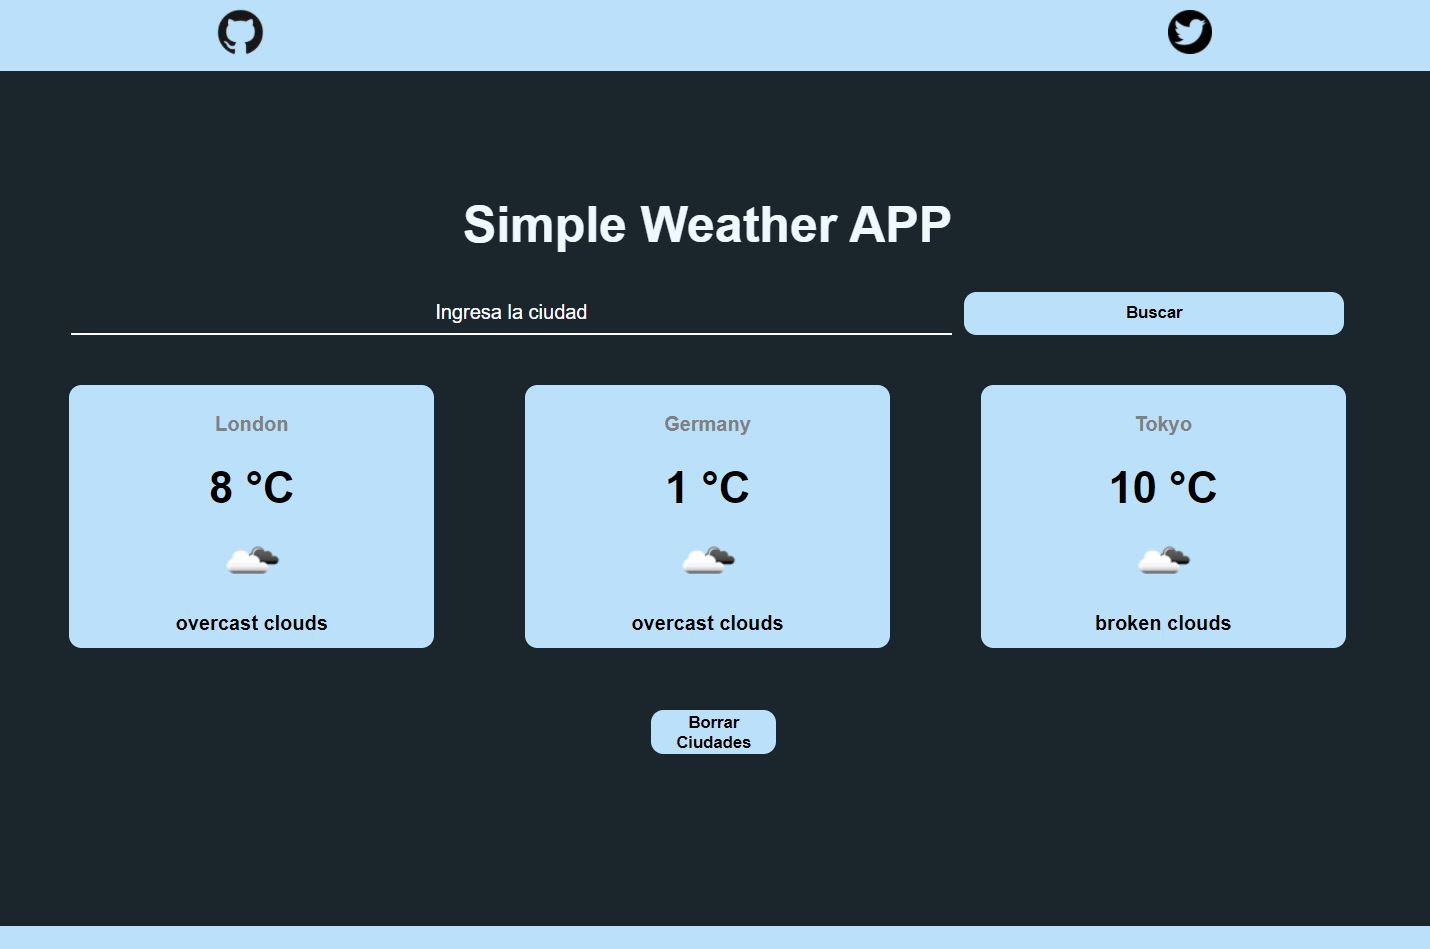 Simple Weather APP
Ingresa la ciudad
Buscar
London
8 °C
overcast clouds
Germany
1 °C
overcast clouds
Tokyo
10 °C
broken clouds
Borrar
Ciudades